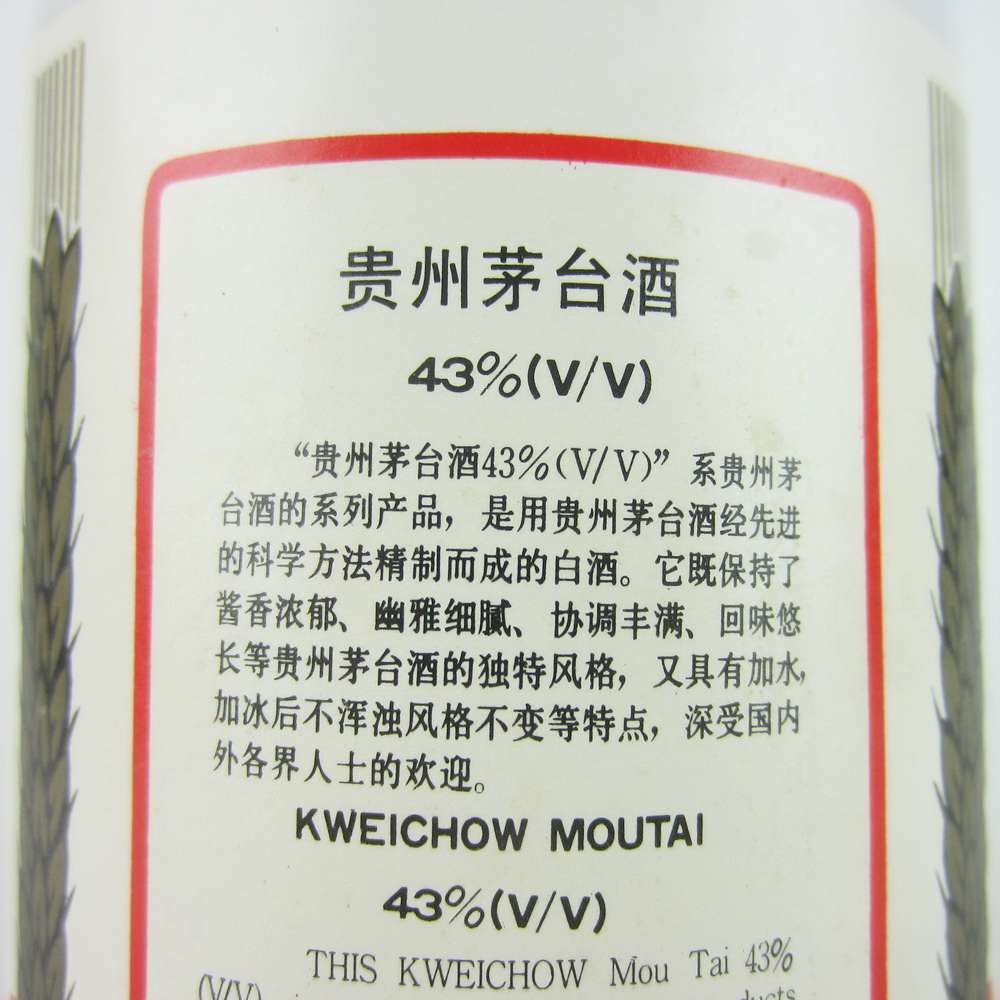 贵州茅台酒
43%(V/V)
“贵州茅台酒43%(V/V)”系贵州茅
台酒的系列产品，是用贵州茅台酒经先进
的科学方法精制而成的白酒。它既保持了
酱香浓郁、幽雅细腻、协调丰满、回味悠
长等贵州茅台酒的独特风格，又具有加水，
加冰后不浑浊风格不变等特点，深受国内
外各界人士的欢迎。
KWEICHOW MOUTAI
43%(V/V)
THIS KWEICHOW Mou Tai 43%
(V/V)